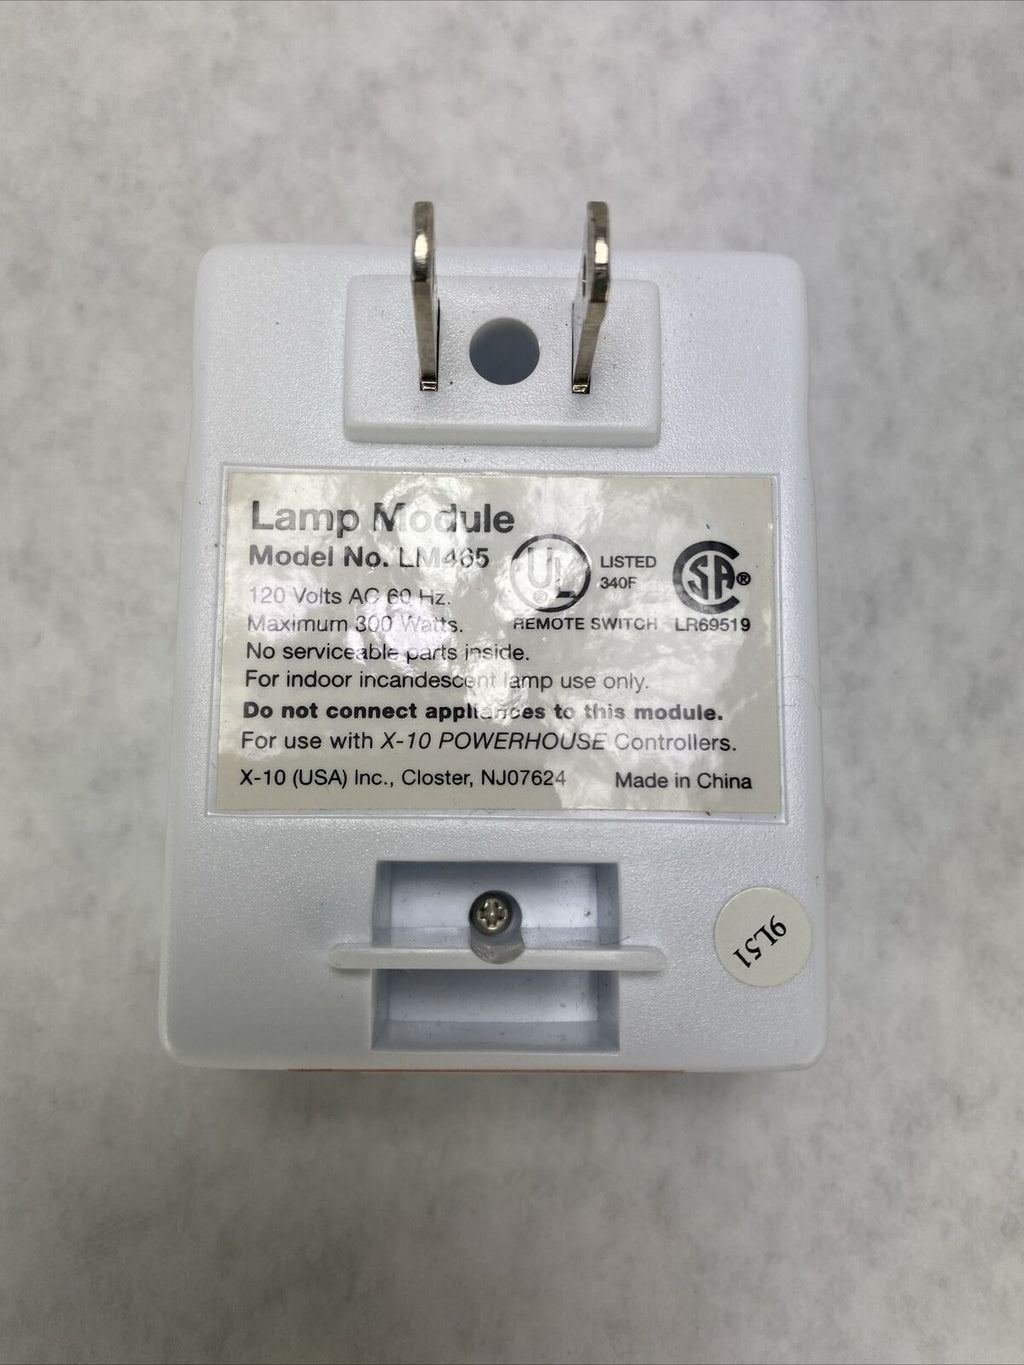 Lamp Module
Model No. LM465
UL
®
LISTED
340F
SA®
120 Volts AC 60 Hz.
Maximum 300 Watts.
REMOTE SWITCH LR69519
No serviceable parts inside.
For indoor incandescent lamp use only.
Do not connect appliances to this module.
For use with X-10 POWERHOUSE Controllers.
X-10 (USA) Inc., Closter, NJ07624 Made in China
9L51